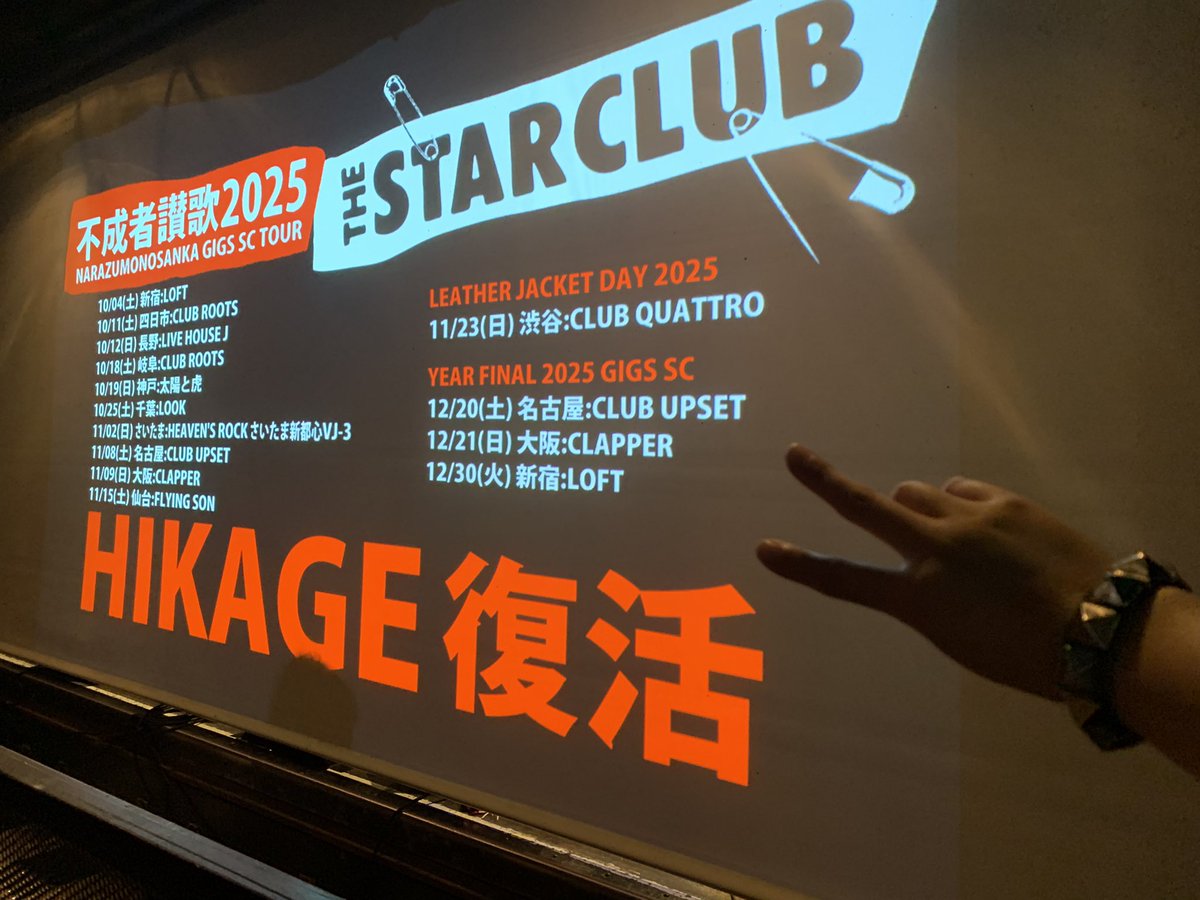 THE STARCLUB
不成者讃歌2025
NARAZUMONOSANKA GIGS SC TOUR
10/04(土) 新宿:LOFT
10/11(土) 四日市:CLUB ROOTS
10/12(日) 長野:LIVE HOUSE J
10/18(土) 岐阜:CLUB ROOTS
10/19(日) 神戸:太陽と虎
10/25(土) 千葉:LOOK
11/02(日) さいたま:HEAVEN'S ROCK さいたま新都心VJ-3
11/08(土) 名古屋:CLUB UPSET
11/09(日) 大阪:CLAPPER
11/15(土) 仙台:FLYING SON
LEATHER JACKET DAY 2025
11/23(日) 渋谷:CLUB QUATTRO
YEAR FINAL 2025 GIGS SC
12/20(土) 名古屋:CLUB UPSET
12/21(日) 大阪:CLAPPER
12/30(火) 新宿:LOFT
HIKAGE 復活